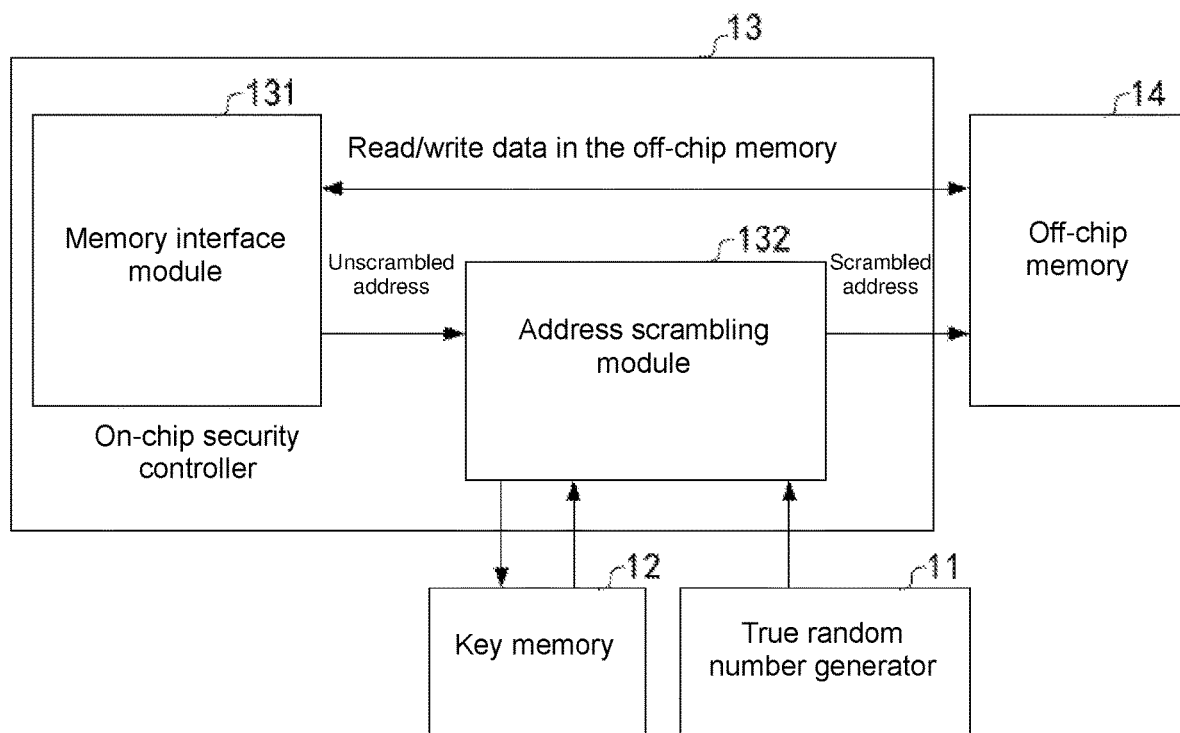 13
131
14
Read/write data in the off-chip memory
Memory interface
module
132
Off-chip
memory
Unscrambled
address
Scrambled
address
Address scrambling
module
On-chip security
controller
12
11
Key memory
True random
number generator